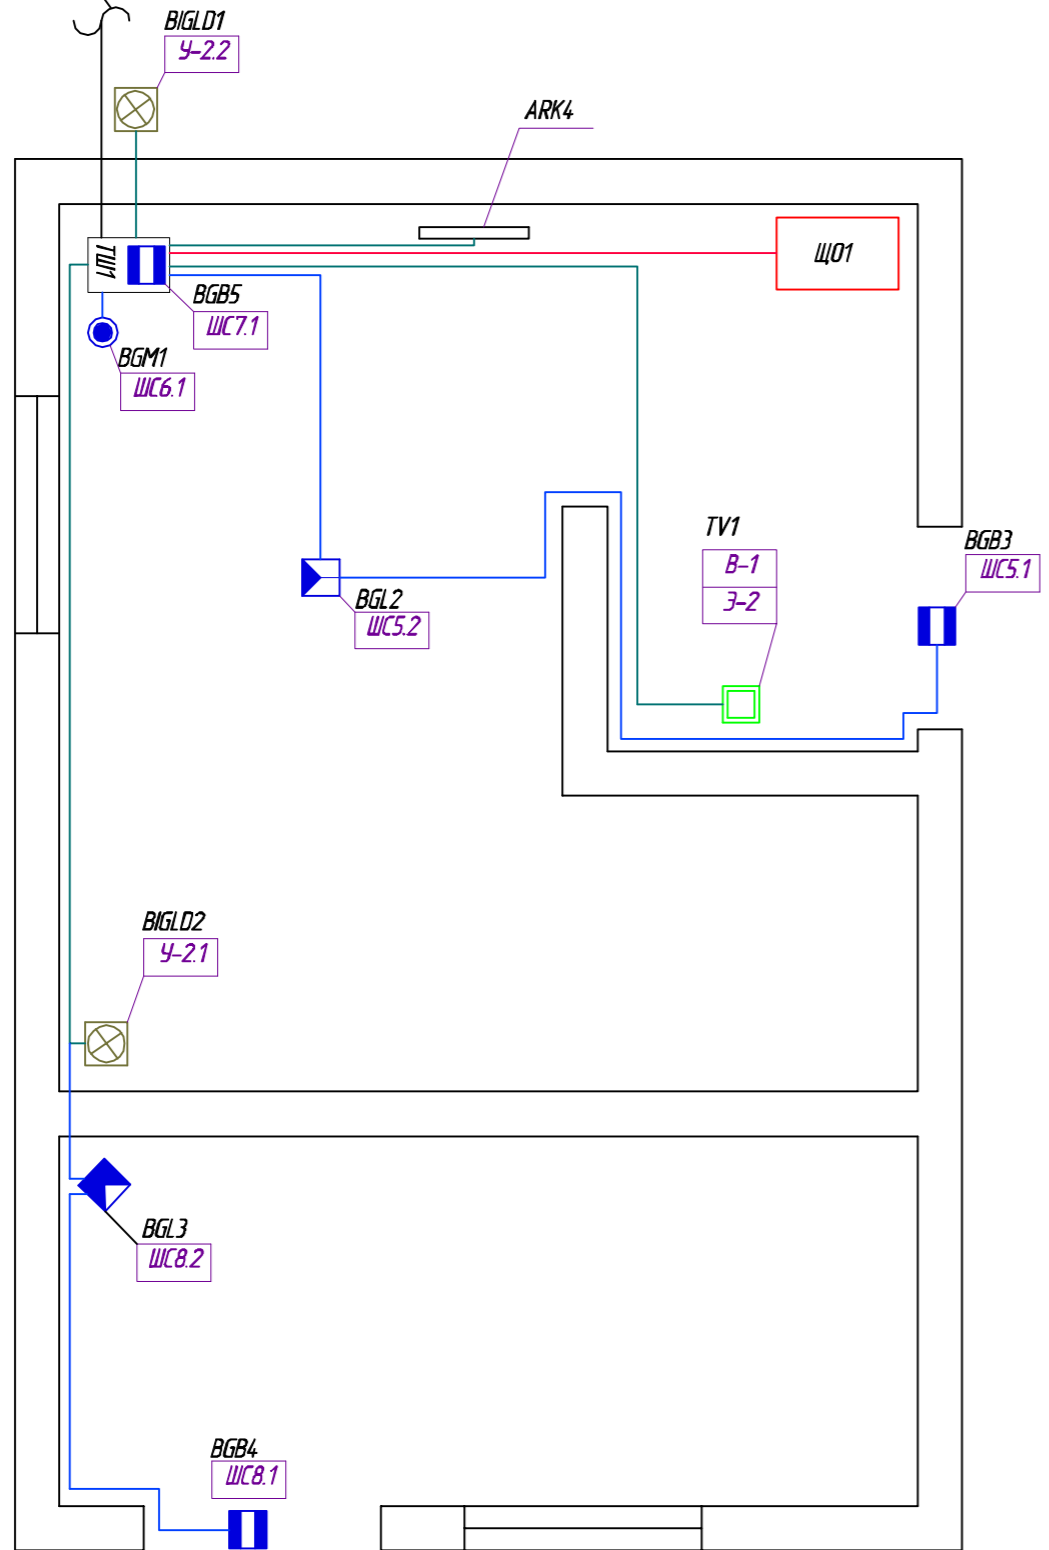 BIGLD1
У-2.2
ARK4
ТШ1
ЩО1
BGB5
ШС7.1
BGM1
ШС6.1
TV1
В-1
Э-2
BGB3
ШС5.1
BGL2
ШС5.2
BIGLD2
У-2.1
BGL3
ШС8.2
BGB4
ШС8.1